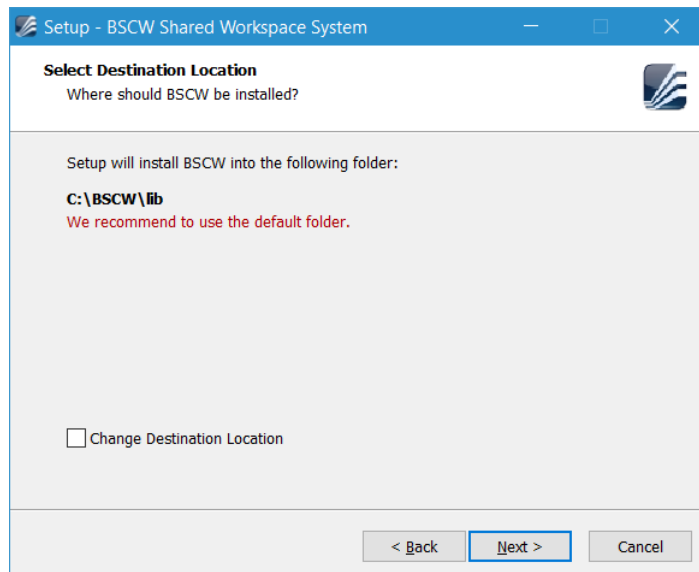 Setup - BSCW Shared Workspace System
Select Destination Location
Where should BSCW be installed?
Setup will install BSCW into the following folder:
C:\BSCW\lib
We recommend to use the default folder.
Change Destination Location
< Back
Next >
Cancel